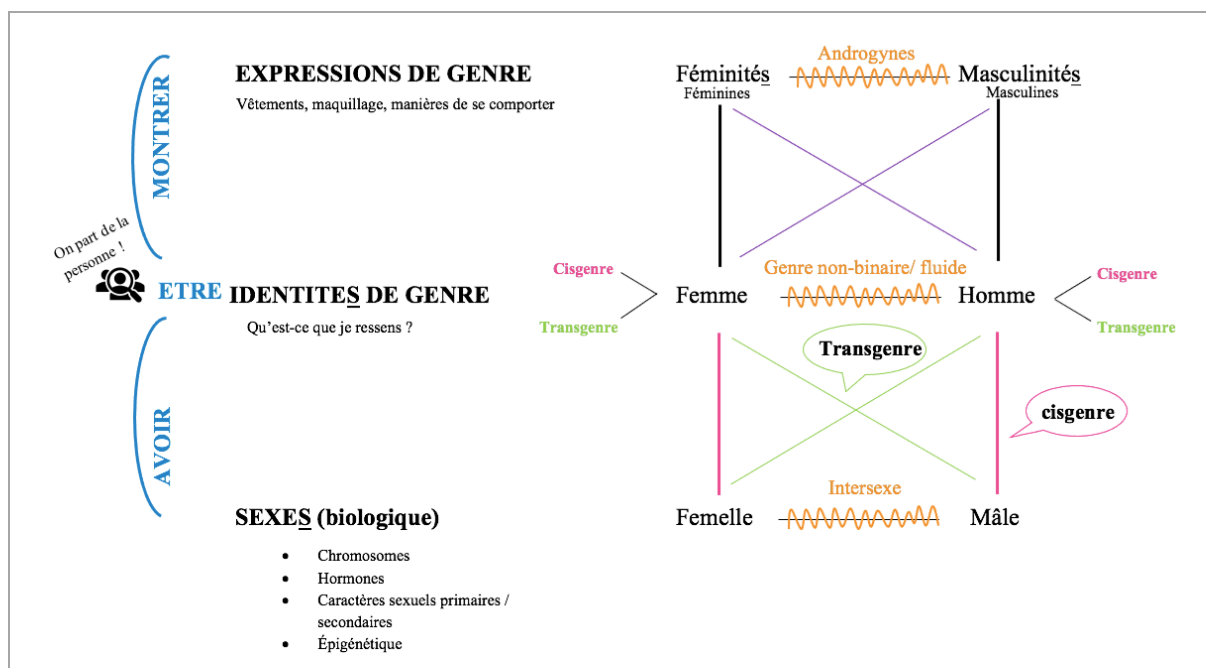 MONTRER
EXPRESSIONS DE GENRE
Vêtements, maquillage, manières de se comporter
Androgynes
Féminités
Masculinités
Féminines
Masculines
On part de la
personne !
ETRE
IDENTITES DE GENRE
Qu’est-ce que je ressens ?
Cisgenre
Transgenre
Genre non-binaire/ fluide
Femme
Homme
Cisgenre
Transgenre
Transgenre
cisgenre
AVOIR
SEXES (biologique)
• Chromosomes
• Hormones
• Caractères sexuels primaires /
secondaires
• Épigénétique
Intersexe
Femelle
Mâle